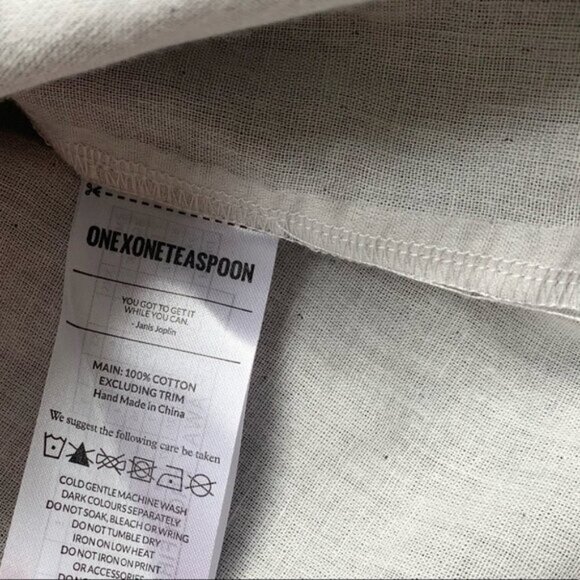 ONEXONETEASPOON
YOU GOT TO GET IT
WHILE YOU CAN.
- Janis Joplin
MAIN: 100% COTTON
EXCLUDING TRIM
Hand Made in China
We suggest the following care be taken
COLD GENTLE MACHINE WASH
DARK COLOURS SEPARATELY
DO NOT SOAK, BLEACH OR WRING
DO NOT TUMBLE DRY
IRON ON LOW HEAT
DO NOT IRON ON PRINT
OR ACCESSORIES